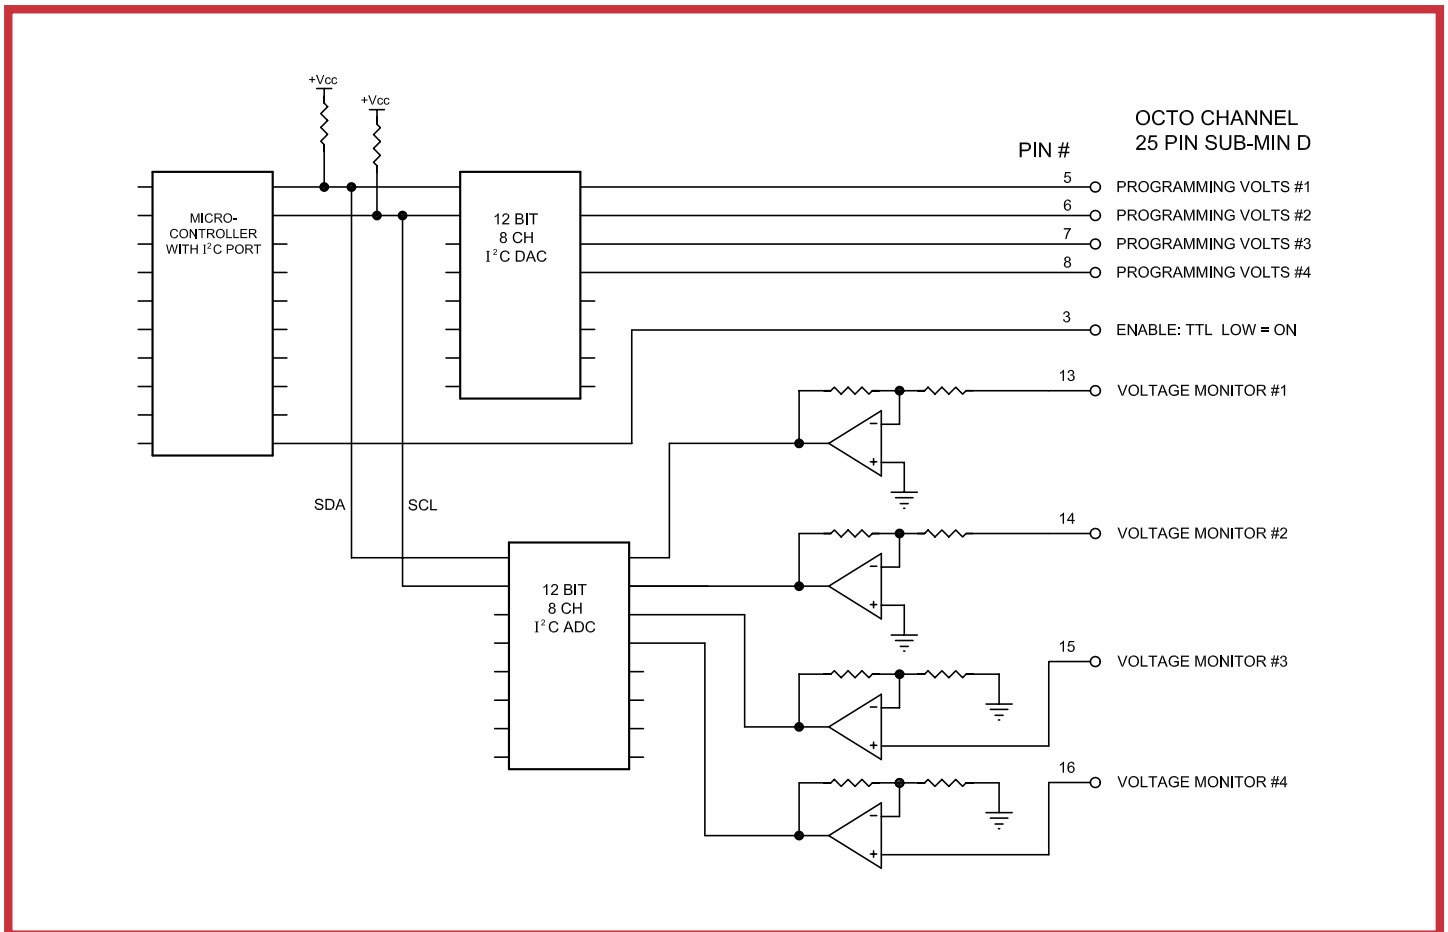 +Vcc
+Vcc
OCTO CHANNEL
25 PIN SUB-MIN D
PIN #
5
PROGRAMMING VOLTS #1
6
PROGRAMMING VOLTS #2
7
PROGRAMMING VOLTS #3
8
PROGRAMMING VOLTS #4
MICRO-
CONTROLLER
WITH I²C PORT
12 BIT
8 CH
I²C DAC
3
ENABLE: TTL LOW = ON
13
VOLTAGE MONITOR #1
-
+
SDA
SCL
14
VOLTAGE MONITOR #2
-
+
12 BIT
8 CH
I²C ADC
15
VOLTAGE MONITOR #3
-
+
16
VOLTAGE MONITOR #4
-
+